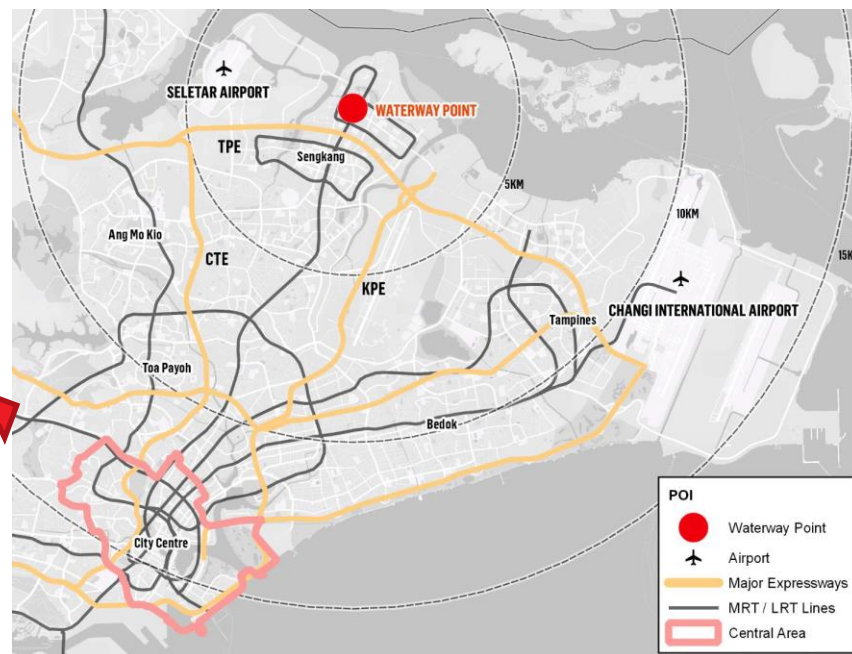 SELETAR AIRPORT
WATERWAY POINT
TPE
Sengkang
5KM
10KM
15K
Ang Mo Kio
CTE
KPE
CHANGI INTERNATIONAL AIRPORT
Tampines
Toa Payoh
Bedok
City Centre
POI
Waterway Point
Airport
Major Expressways
MRT / LRT Lines
Central Area